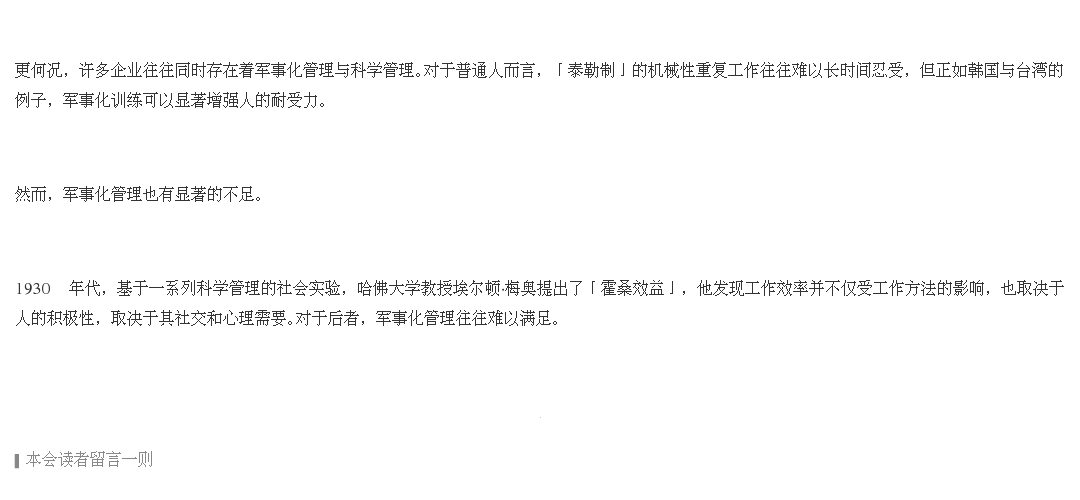 更何况，许多企业往往同时存在着军事化管理与科学管理。对于普通人而言，「泰勒制」的机械性重复工作往往难以长时间忍受，但正如韩国与台湾的
例子，军事化训练可以显著增强人的耐受力。
然而，军事化管理也有显著的不足。
1930 年代，基于一系列科学管理的社会实验，哈佛大学教授埃尔顿·梅奥提出了「霍桑效益」，他发现工作效率并不仅受工作方法的影响，也取决于
人的积极性，取决于其社交和心理需要。对于后者，军事化管理往往难以满足。
本会读者留言一则